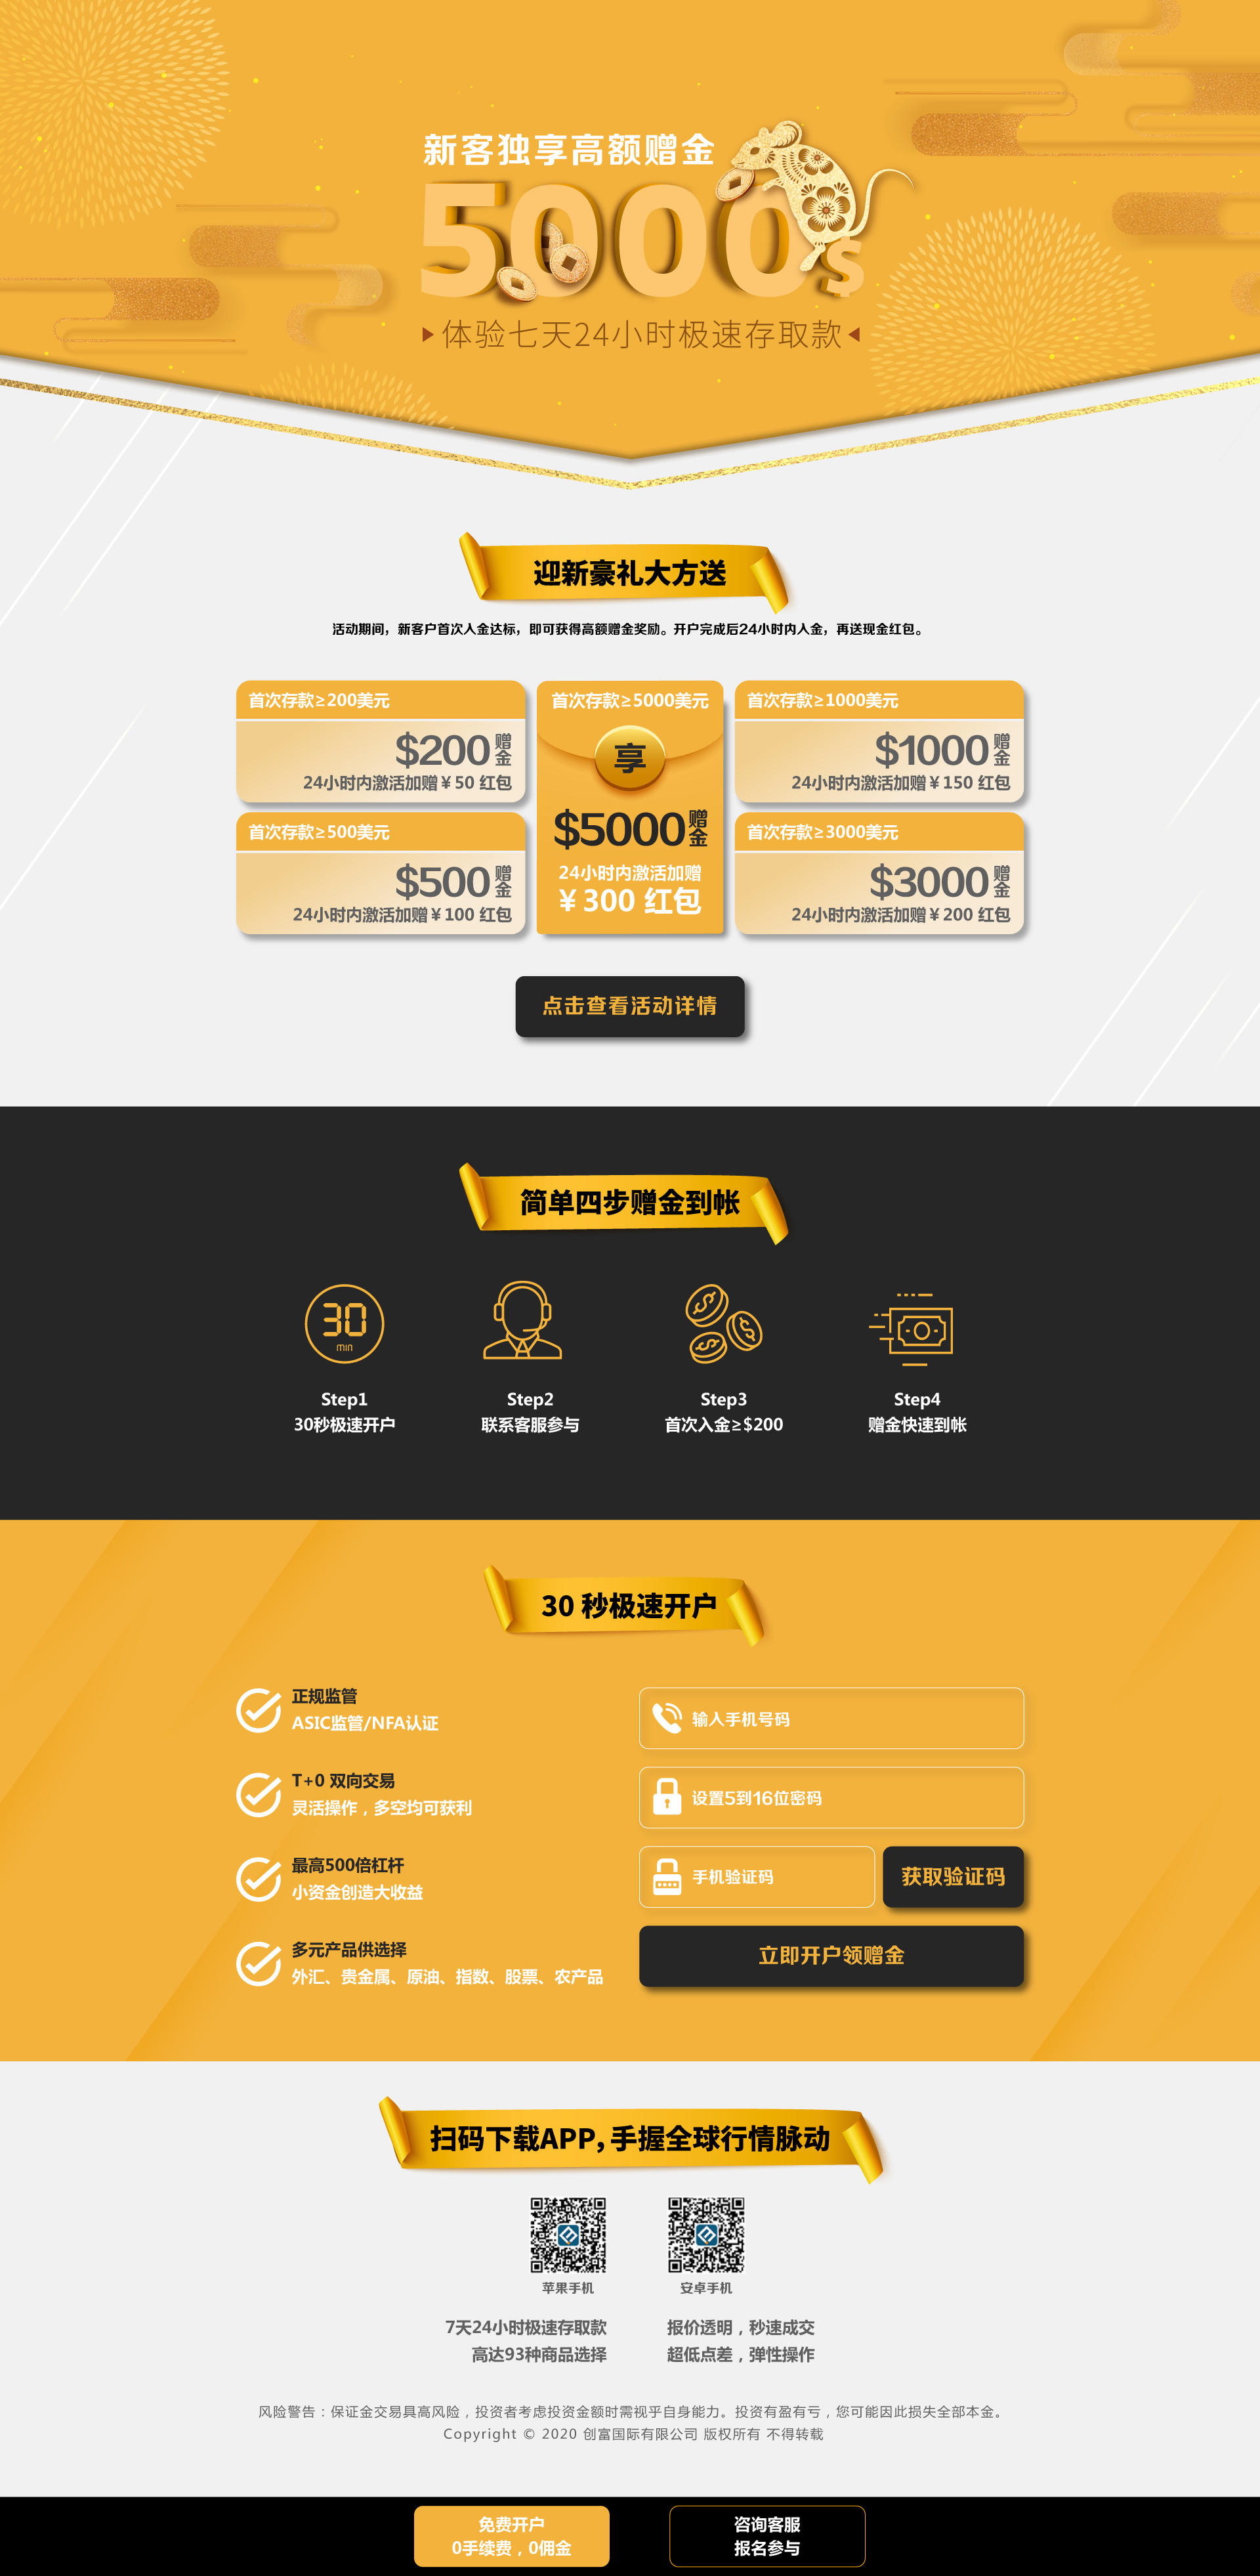 新客独享高额赠金
5000$
体验七天24小时极速存取款
迎新豪礼大方送
活动期间，新客户首次入金达标，即可获得高额赠金奖励。开户完成后24小时内入金，再送现金红包。
首次存款≥200美元
$200赠金
24小时内激活加赠￥50 红包
首次存款≥500美元
$500赠金
24小时内激活加赠￥100 红包
首次存款≥5000美元
享
$5000赠金
24小时内激活加赠
￥300 红包
首次存款≥1000美元
$1000赠金
24小时内激活加赠￥150 红包
首次存款≥3000美元
$3000赠金
24小时内激活加赠￥200 红包
点击查看活动详情
简单四步赠金到帐
30
min
Step1
30秒极速开户
Step2
联系客服参与
Step3
首次入金≥$200
Step4
赠金快速到帐
30 秒极速开户
正规监管
ASIC监管/NFA认证
T+0 双向交易
灵活操作，多空均可获利
最高500倍杠杆
小资金创造大收益
多元产品供选择
外汇、贵金属、原油、指数、股票、农产品
输入手机号码
设置5到16位密码
手机验证码
获取验证码
立即开户领赠金
扫码下载APP，手握全球行情脉动
苹果手机
安卓手机
7天24小时极速存取款
高达93种商品选择
报价透明，秒速成交
超低点差，弹性操作
风险警告：保证金交易具高风险，投资者考虑投资金额时需视乎自身能力。投资有盈有亏，您可能因此损失全部本金。
Copyright © 2020 创富国际有限公司 版权所有 不得转载
免费开户
0手续费，0佣金
咨询客服
报名参与